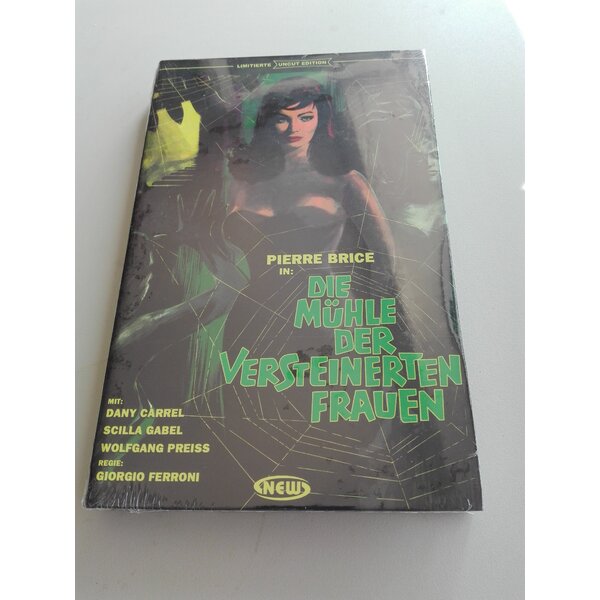 LIMITIERTE UNCUT EDITION
PIERRE BRICE
IN:
DIE
MÜHLE
DER
VERSTEINERTEN
FRAUEN
MIT:
DANY CARREL
SCILLA GABEL
WOLFGANG PREISS
REGIE:
GIORGIO FERRONI
NEW